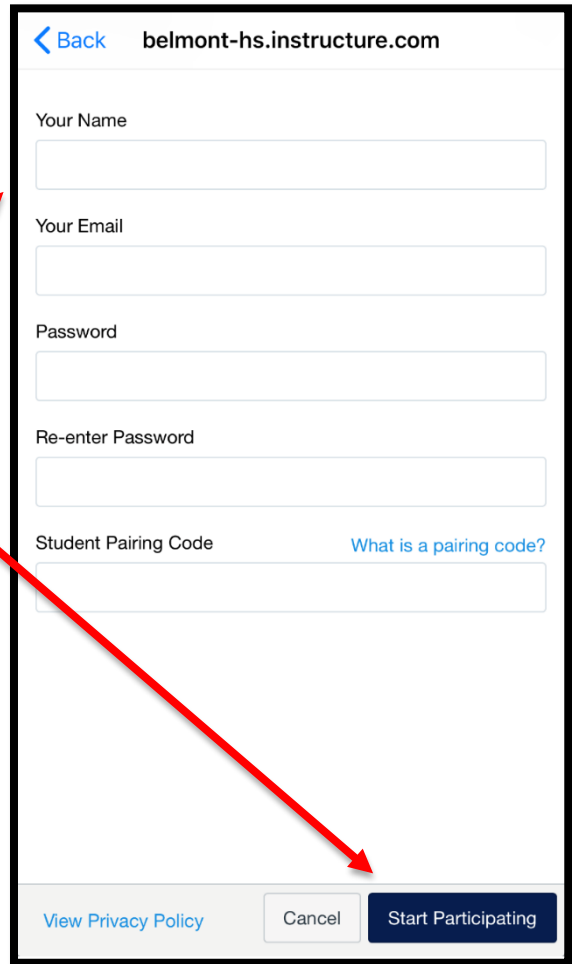 Back belmont-hs.instructure.com
Your Name
Your Email
Password
Re-enter Password
Student Pairing Code What is a pairing code?
View Privacy Policy Cancel Start Participating